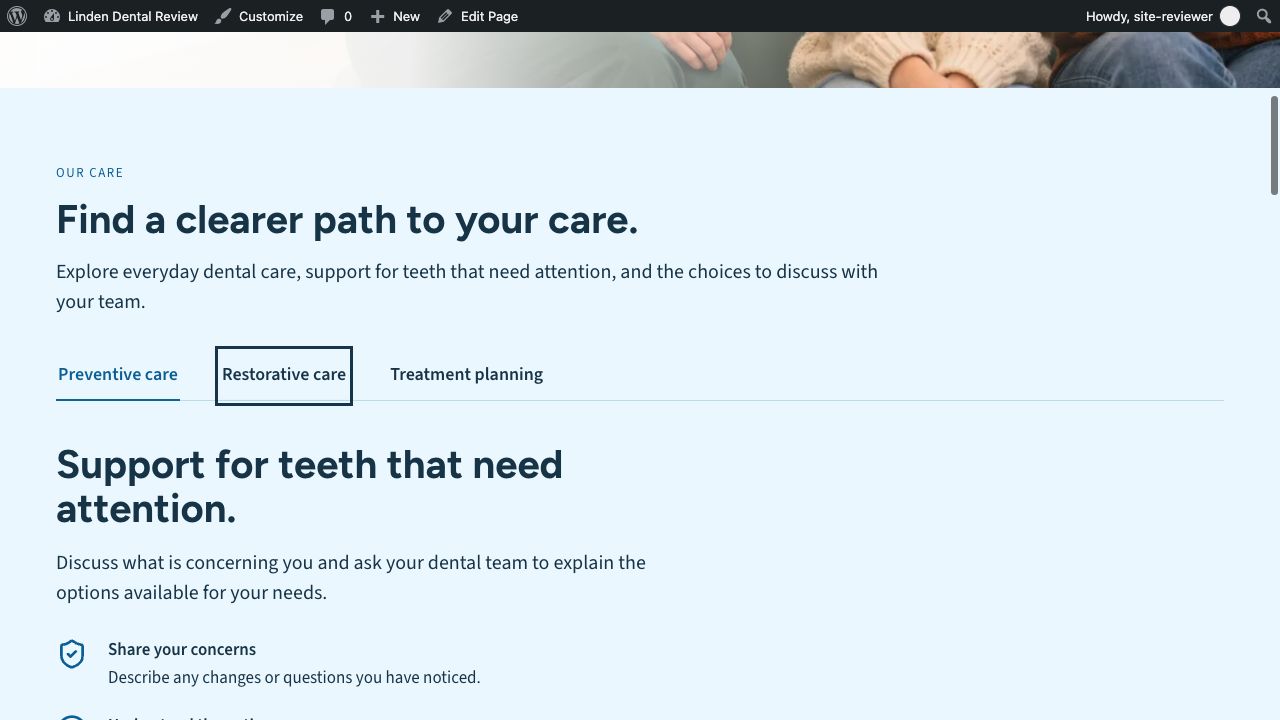 Linden Dental Review Customize 0 New Edit Page Howdy, site-reviewer
OUR CARE
Find a clearer path to your care.
Explore everyday dental care, support for teeth that need attention, and the choices to discuss with
your team.
Preventive care Restorative care Treatment planning
Support for teeth that need
attention.
Discuss what is concerning you and ask your dental team to explain the
options available for your needs.
Share your concerns
Describe any changes or questions you have noticed.